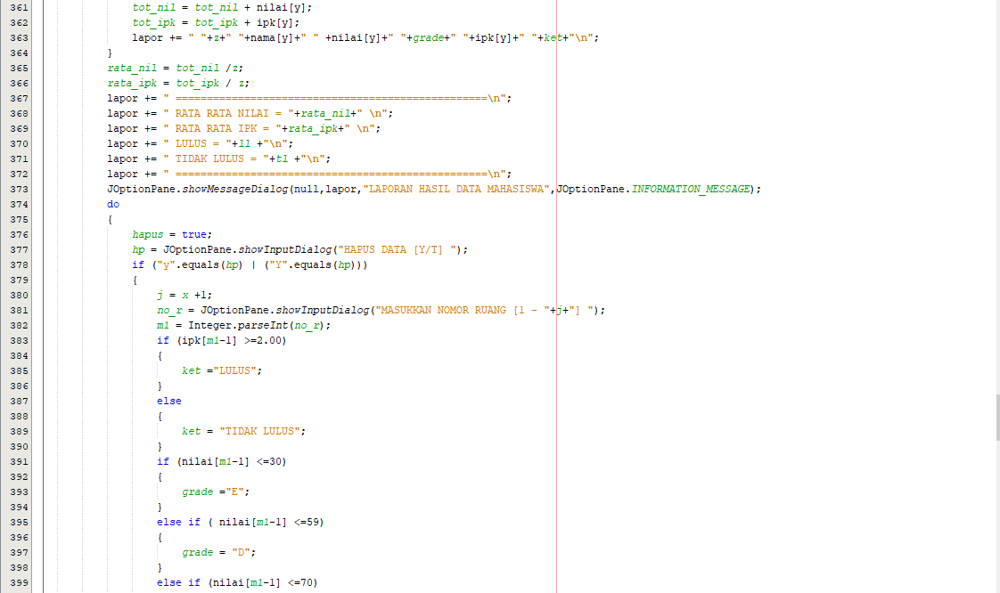 361 tot_nil = tot_nil + nilai[y];
362 tot_ipk = tot_ipk + ipk[y];
363 lapor += " "+z+" "+nama[y]+" " +nilai[y]+" "+grade+" "+ipk[y]+" "+ket+"\n";
364 }
365 rata_nil = tot_nil /z;
366 rata_ipk = tot_ipk / z;
367 lapor += " ==================================================\n";
368 lapor += " RATA RATA NILAI = "+rata_nil+" \n";
369 lapor += " RATA RATA IPK = "+rata_ipk+" \n";
370 lapor += " LULUS = "+ll +"\n";
371 lapor += " TIDAK LULUS = "+tl +"\n";
372 lapor += " ==================================================\n";
373 JOptionPane.showMessageDialog(null,lapor,"LAPORAN HASIL DATA MAHASISWA",JOptionPane.INFORMATION_MESSAGE);
374 do
375 {
376 hapus = true;
377 hp = JOptionPane.showInputDialog("HAPUS DATA [Y/T] ");
378 if ("y".equals(hp) | ("Y".equals(hp)))
379 {
380 j = x +1;
381 no_r = JOptionPane.showInputDialog("MASUKKAN NOMOR RUANG [1 - "+j+"] ");
382 m1 = Integer.parseInt(no_r);
383 if (ipk[m1-1] >=2.00)
384 {
385 ket ="LULUS";
386 }
387 else
388 {
389 ket = "TIDAK LULUS";
390 }
391 if (nilai[m1-1] <=30)
392 {
393 grade ="E";
394 }
395 else if ( nilai[m1-1] <=59)
396 {
397 grade = "D";
398 }
399 else if (nilai[m1-1] <=70)